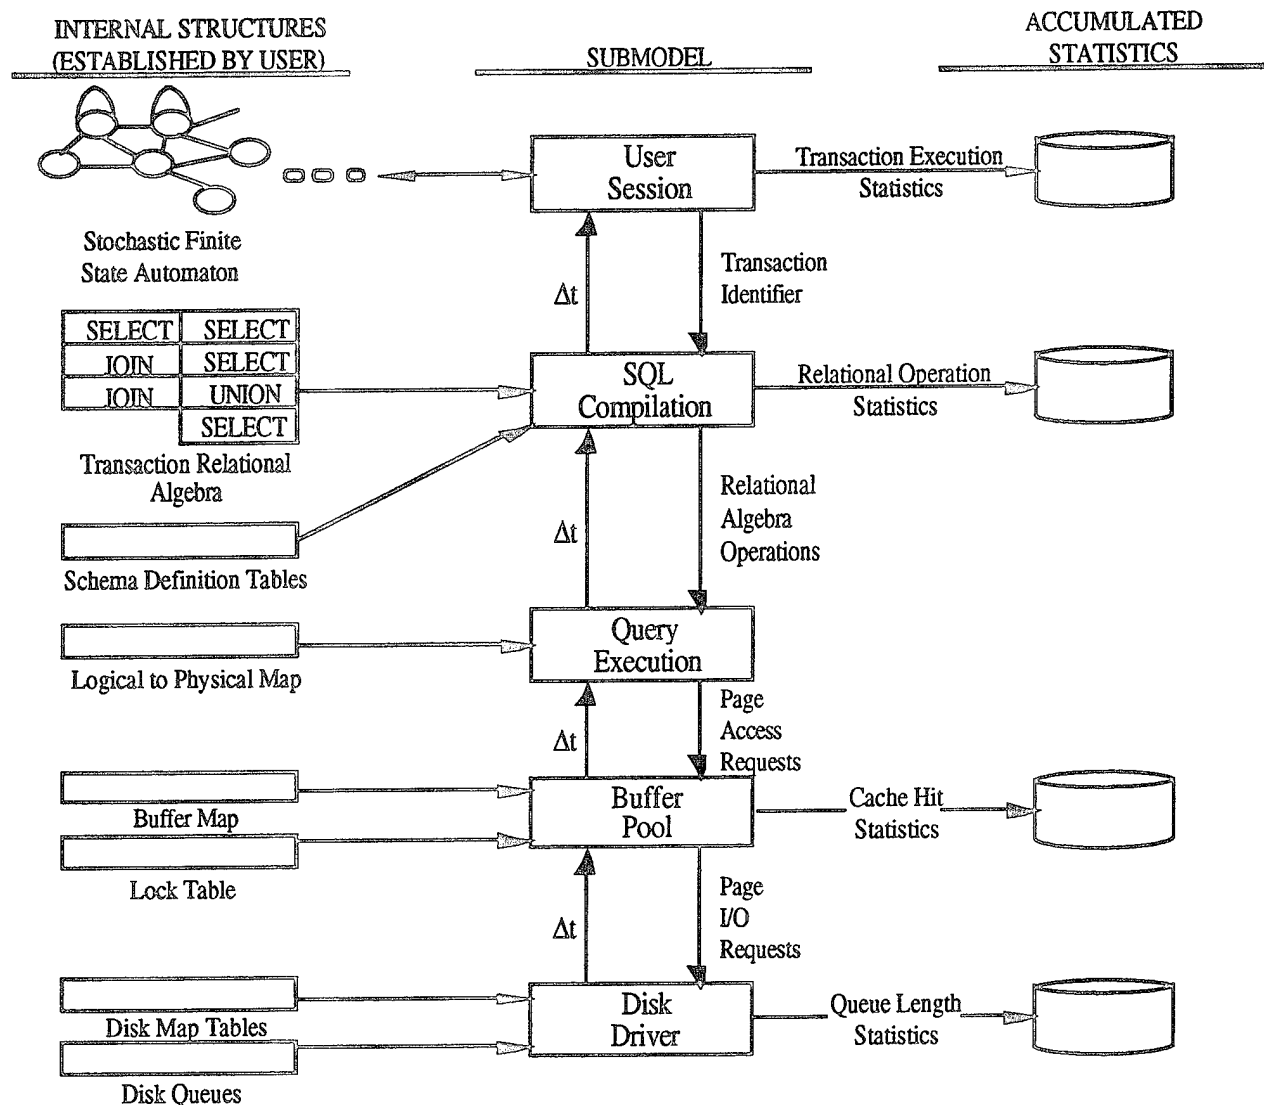 INTERNAL STRUCTURES
(ESTABLISHED BY USER)
SUBMODEL
ACCUMULATED
STATISTICS
User
Session
Transaction Execution
Statistics
Stochastic Finite
State Automaton
Δt
Transaction
Identifier
SELECT SELECT
JOIN SELECT
JOIN UNION
SELECT
SQL
Compilation
Relational Operation
Statistics
Transaction Relational
Algebra
Δt
Relational
Algebra
Operations
Schema Definition Tables
Query
Execution
Logical to Physical Map
Δt
Page
Access
Requests
Buffer Map
Buffer
Pool
Cache Hit
Statistics
Lock Table
Δt
Page
I/O
Requests
Disk Map Tables
Disk
Driver
Queue Length
Statistics
Disk Queues